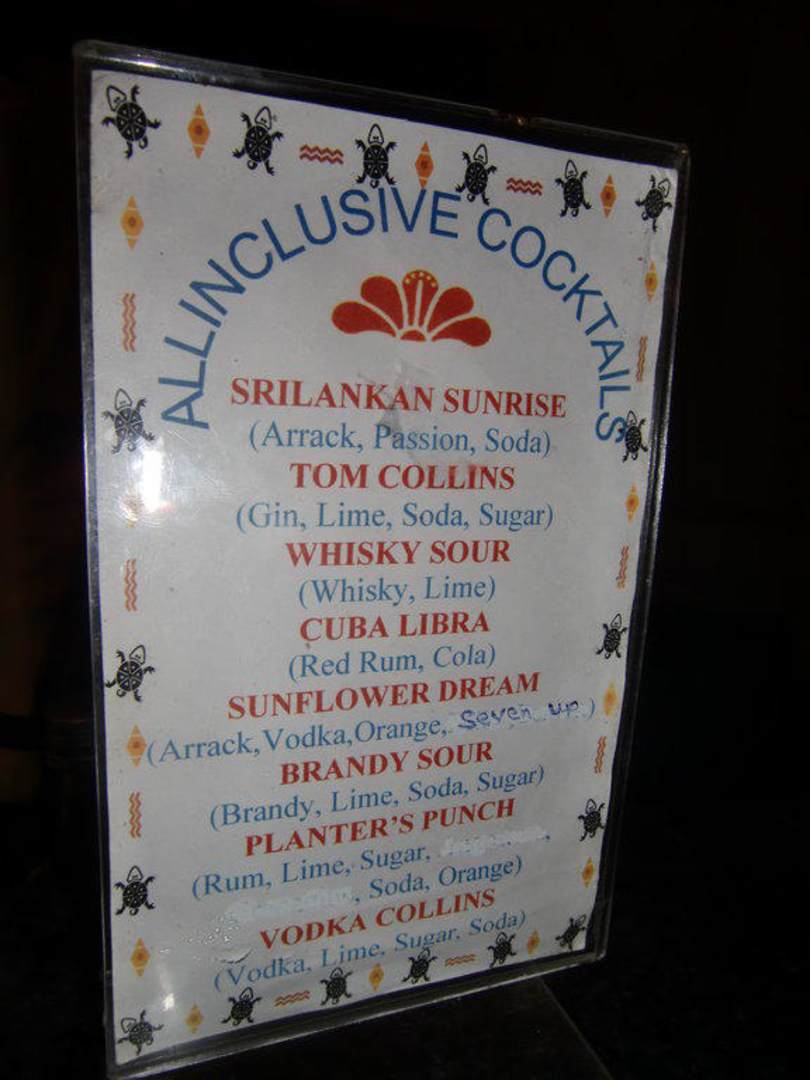 ALLINCLUSIVE COCKTAILS
SRILANKAN SUNRISE
(Arrack, Passion, Soda)
TOM COLLINS
(Gin, Lime, Soda, Sugar)
WHISKY SOUR
(Whisky, Lime)
CUBA LIBRA
(Red Rum, Cola)
SUNFLOWER DREAM
(Arrack,Vodka,Orange, Seven up )
BRANDY SOUR
(Brandy, Lime, Soda, Sugar)
PLANTER'S PUNCH
(Rum, Lime, Sugar, ,
, Soda, Orange)
VODKA COLLINS
(Vodka, Lime, Sugar, Soda)